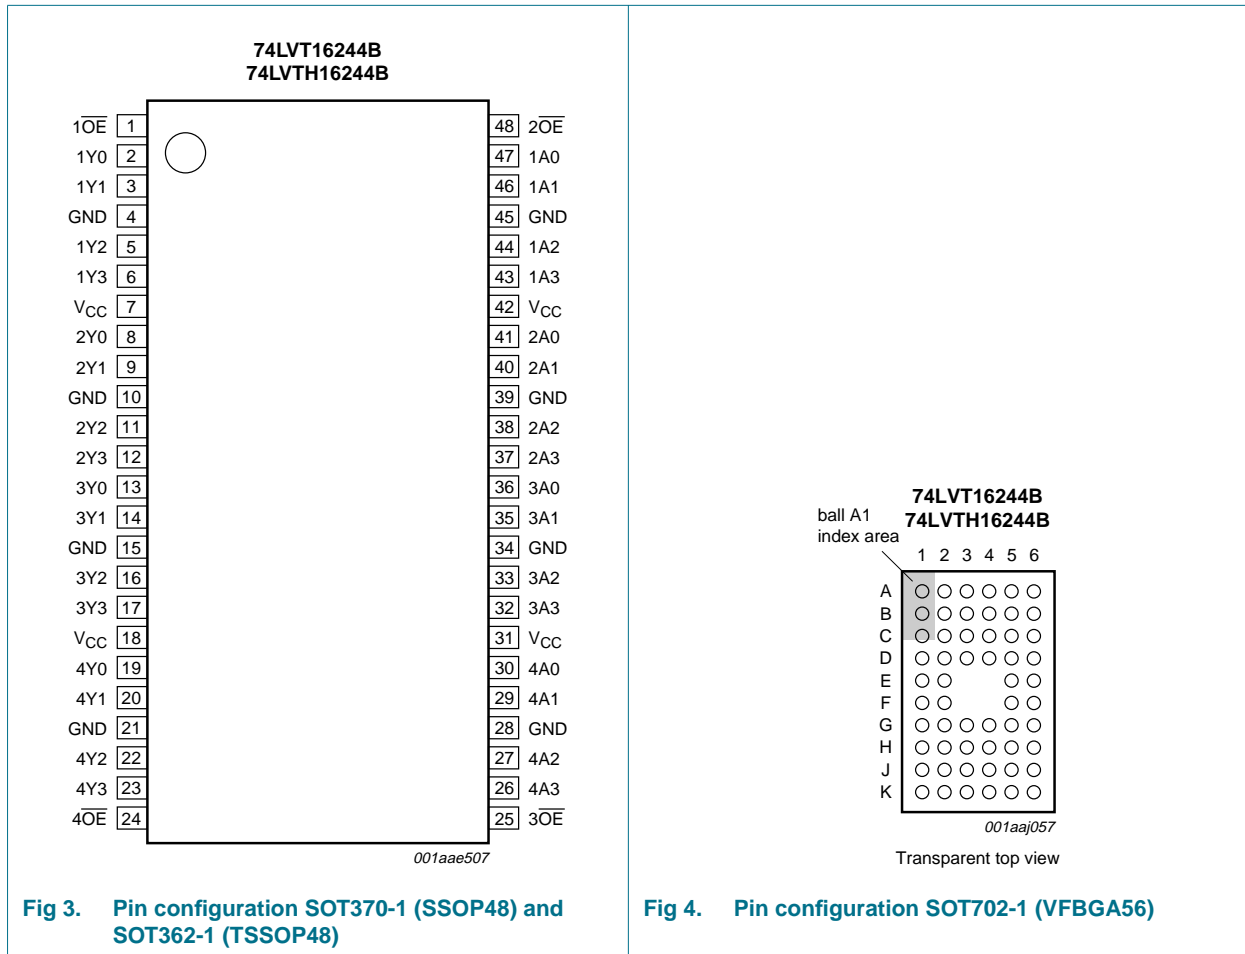 74LVT16244B
74LVTH16244B
1O̅E̅ 1 48 2O̅E̅
1Y0 2 47 1A0
1Y1 3 46 1A1
GND 4 45 GND
1Y2 5 44 1A2
1Y3 6 43 1A3
VCC 7 42 VCC
2Y0 8 41 2A0
2Y1 9 40 2A1
GND 10 39 GND
2Y2 11 38 2A2
2Y3 12 37 2A3
3Y0 13 36 3A0
3Y1 14 35 3A1
GND 15 34 GND
3Y2 16 33 3A2
3Y3 17 32 3A3
VCC 18 31 VCC
4Y0 19 30 4A0
4Y1 20 29 4A1
GND 21 28 GND
4Y2 22 27 4A2
4Y3 23 26 4A3
4O̅E̅ 24 25 3O̅E̅
001aae507
Fig 3. Pin configuration SOT370-1 (SSOP48) and
SOT362-1 (TSSOP48)
74LVT16244B
74LVTH16244B
ball A1
index area
1 2 3 4 5 6
A
B
C
D
E
F
G
H
J
K
001aaj057
Transparent top view
Fig 4. Pin configuration SOT702-1 (VFBGA56)